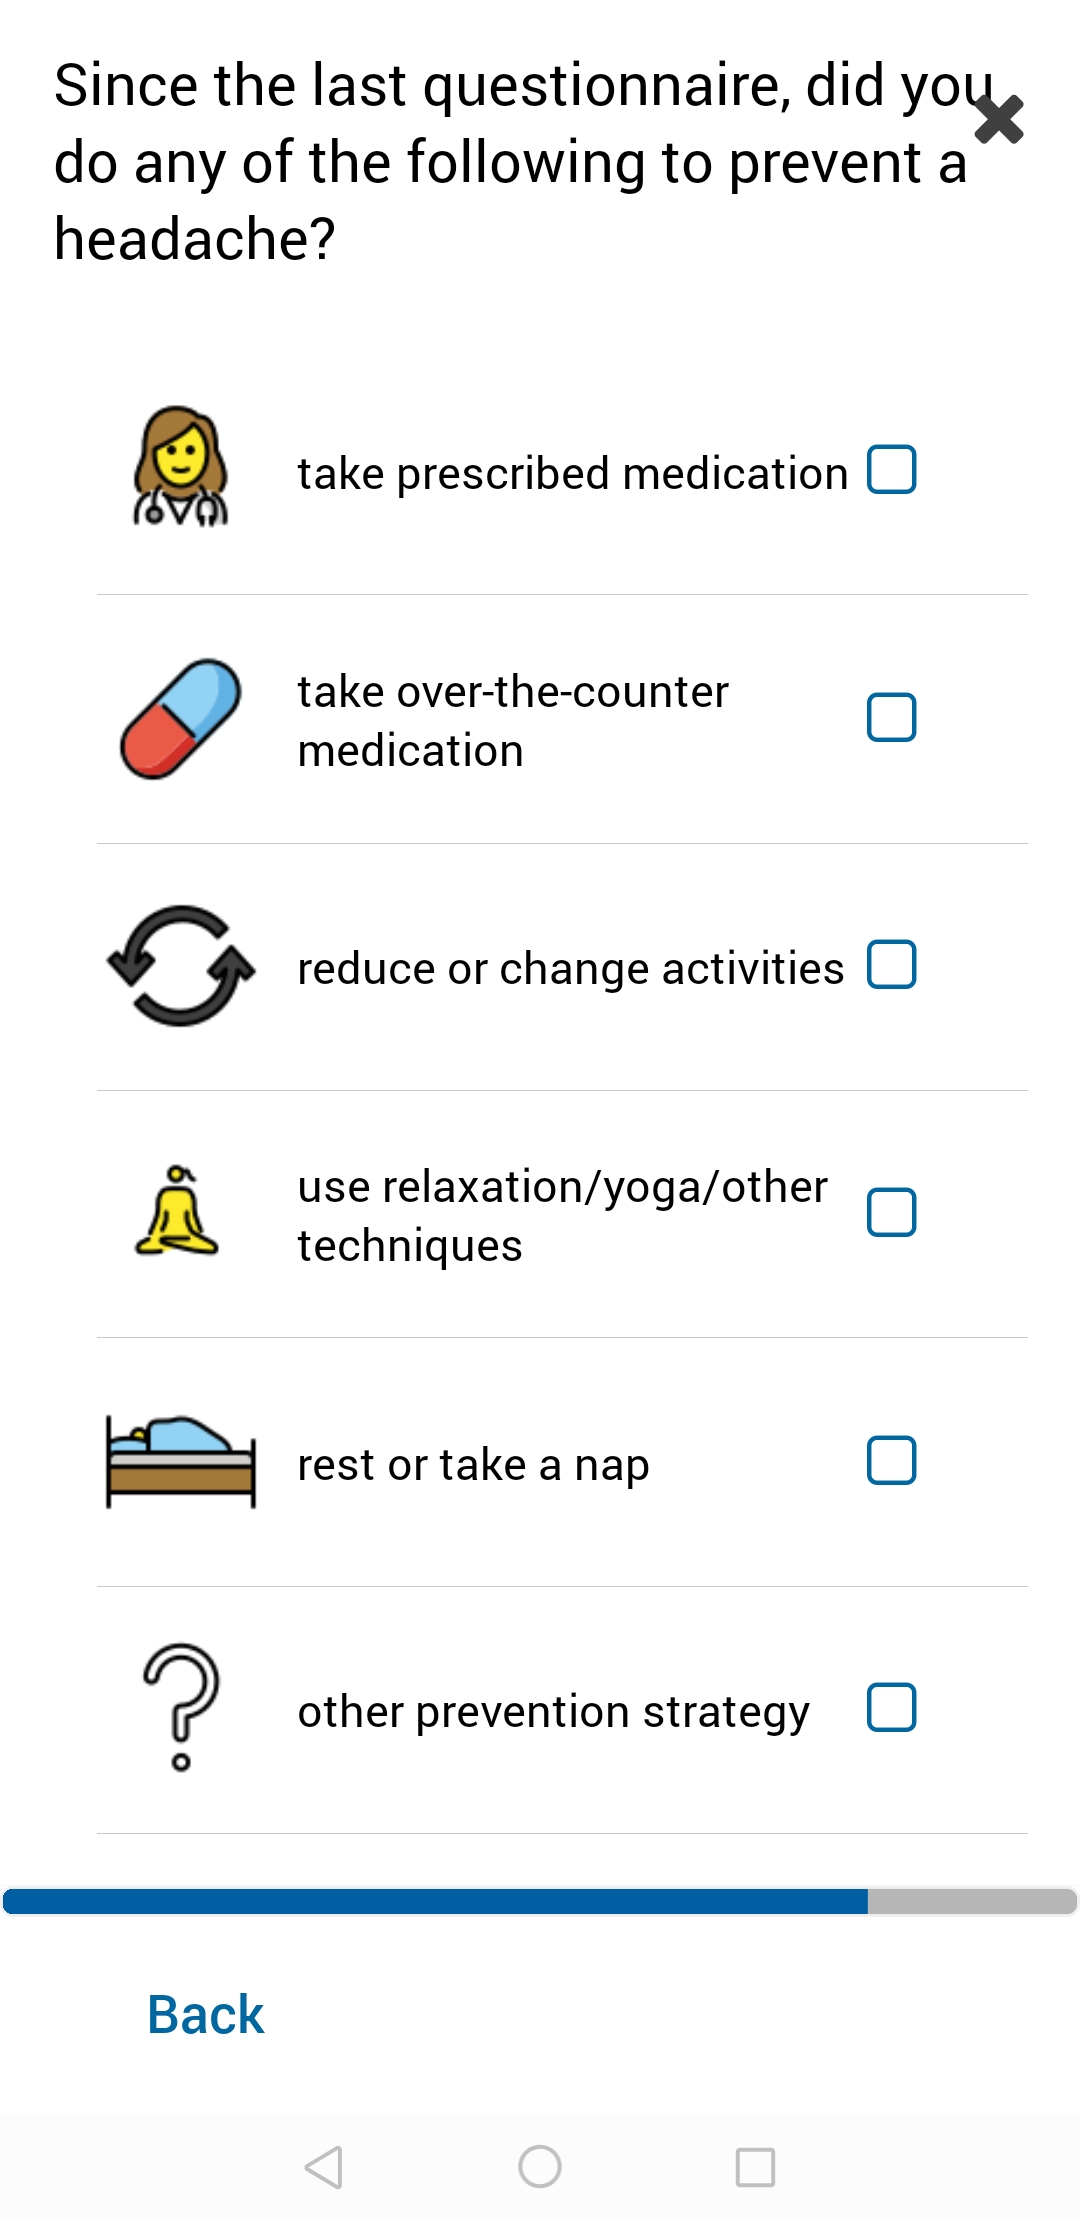 Since the last questionnaire, did you
do any of the following to prevent a
headache?
take prescribed medication
take over-the-counter
medication
reduce or change activities
use relaxation/yoga/other
techniques
rest or take a nap
other prevention strategy
Back